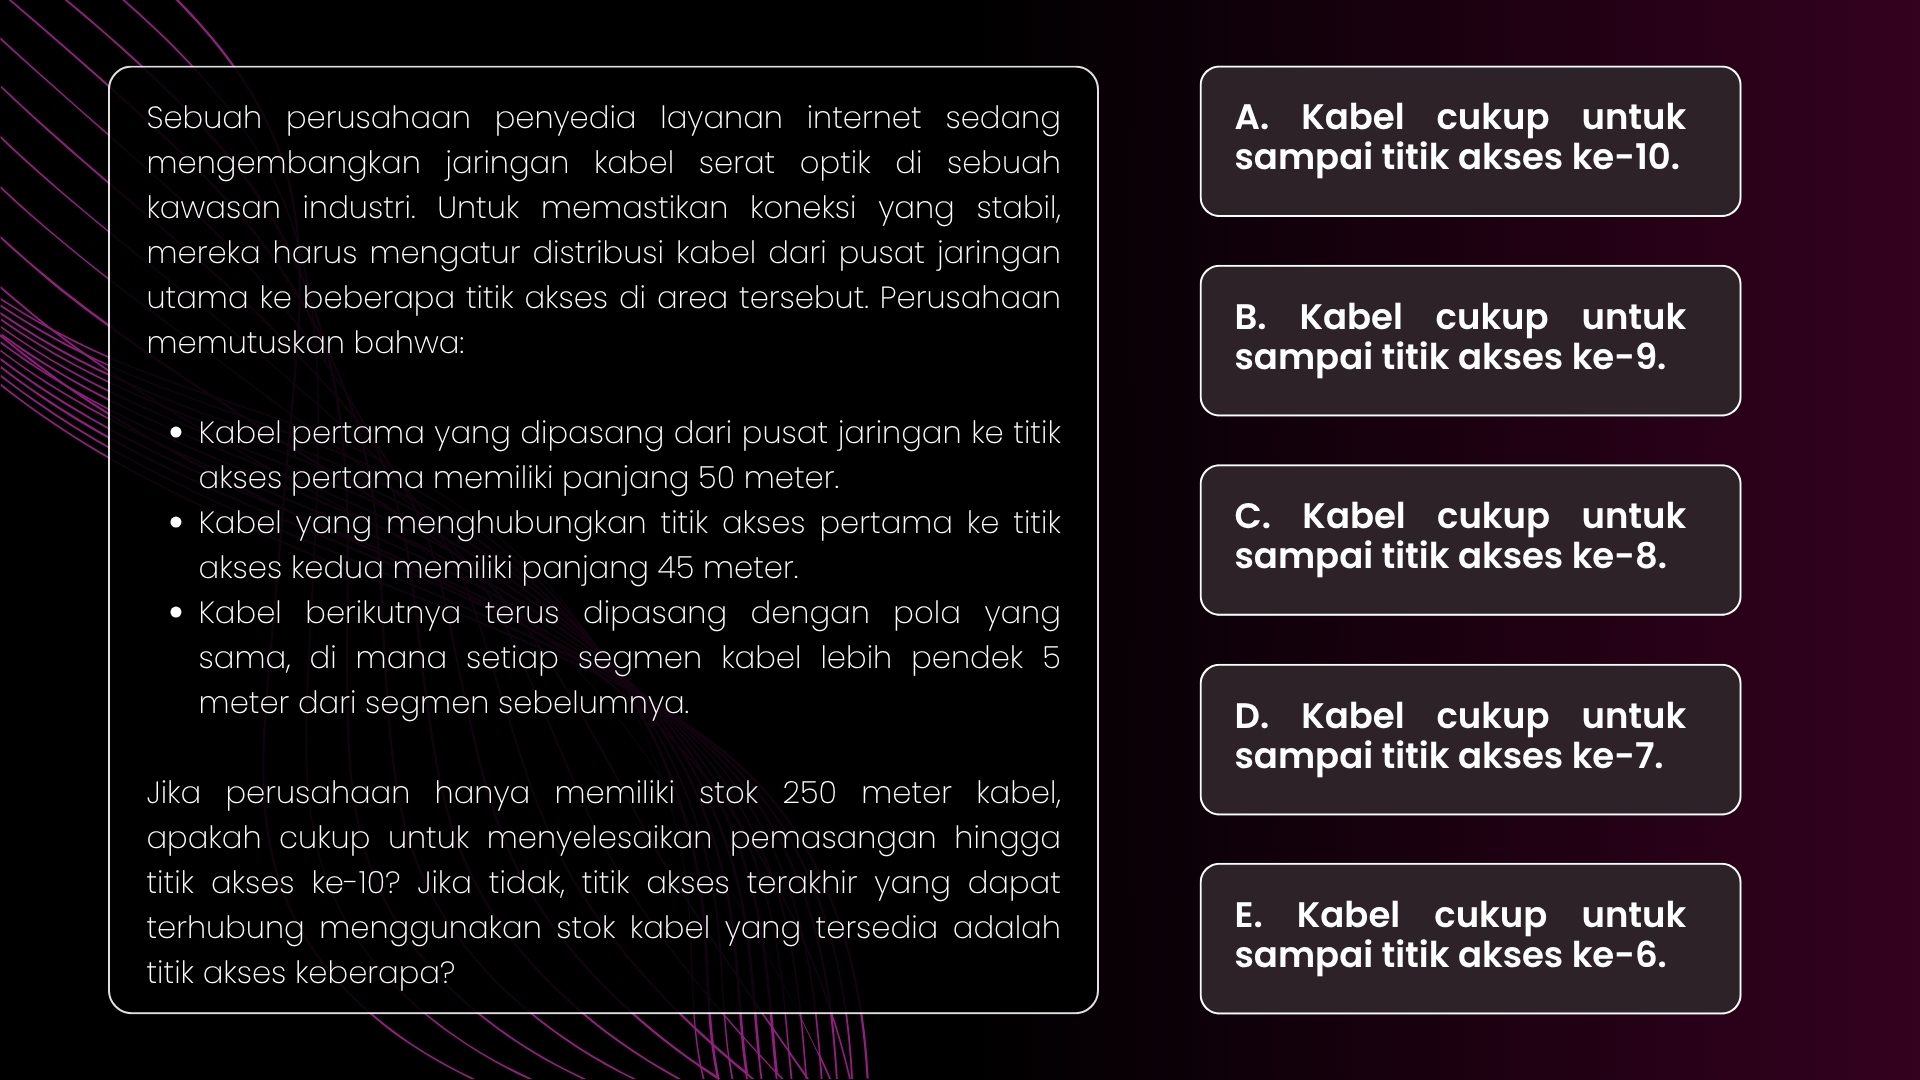 Sebuah perusahaan penyedia layanan internet sedang
mengembangkan jaringan kabel serat optik di sebuah
kawasan industri. Untuk memastikan koneksi yang stabil,
mereka harus mengatur distribusi kabel dari pusat jaringan
utama ke beberapa titik akses di area tersebut. Perusahaan
memutuskan bahwa:
• Kabel pertama yang dipasang dari pusat jaringan ke titik
akses pertama memiliki panjang 50 meter.
• Kabel yang menghubungkan titik akses pertama ke titik
akses kedua memiliki panjang 45 meter.
• Kabel berikutnya terus dipasang dengan pola yang
sama, di mana setiap segmen kabel lebih pendek 5
meter dari segmen sebelumnya.
Jika perusahaan hanya memiliki stok 250 meter kabel,
apakah cukup untuk menyelesaikan pemasangan hingga
titik akses ke-10? Jika tidak, titik akses terakhir yang dapat
terhubung menggunakan stok kabel yang tersedia adalah
titik akses keberapa?
A. Kabel cukup untuk
sampai titik akses ke-10.
B. Kabel cukup untuk
sampai titik akses ke-9.
C. Kabel cukup untuk
sampai titik akses ke-8.
D. Kabel cukup untuk
sampai titik akses ke-7.
E. Kabel cukup untuk
sampai titik akses ke-6.